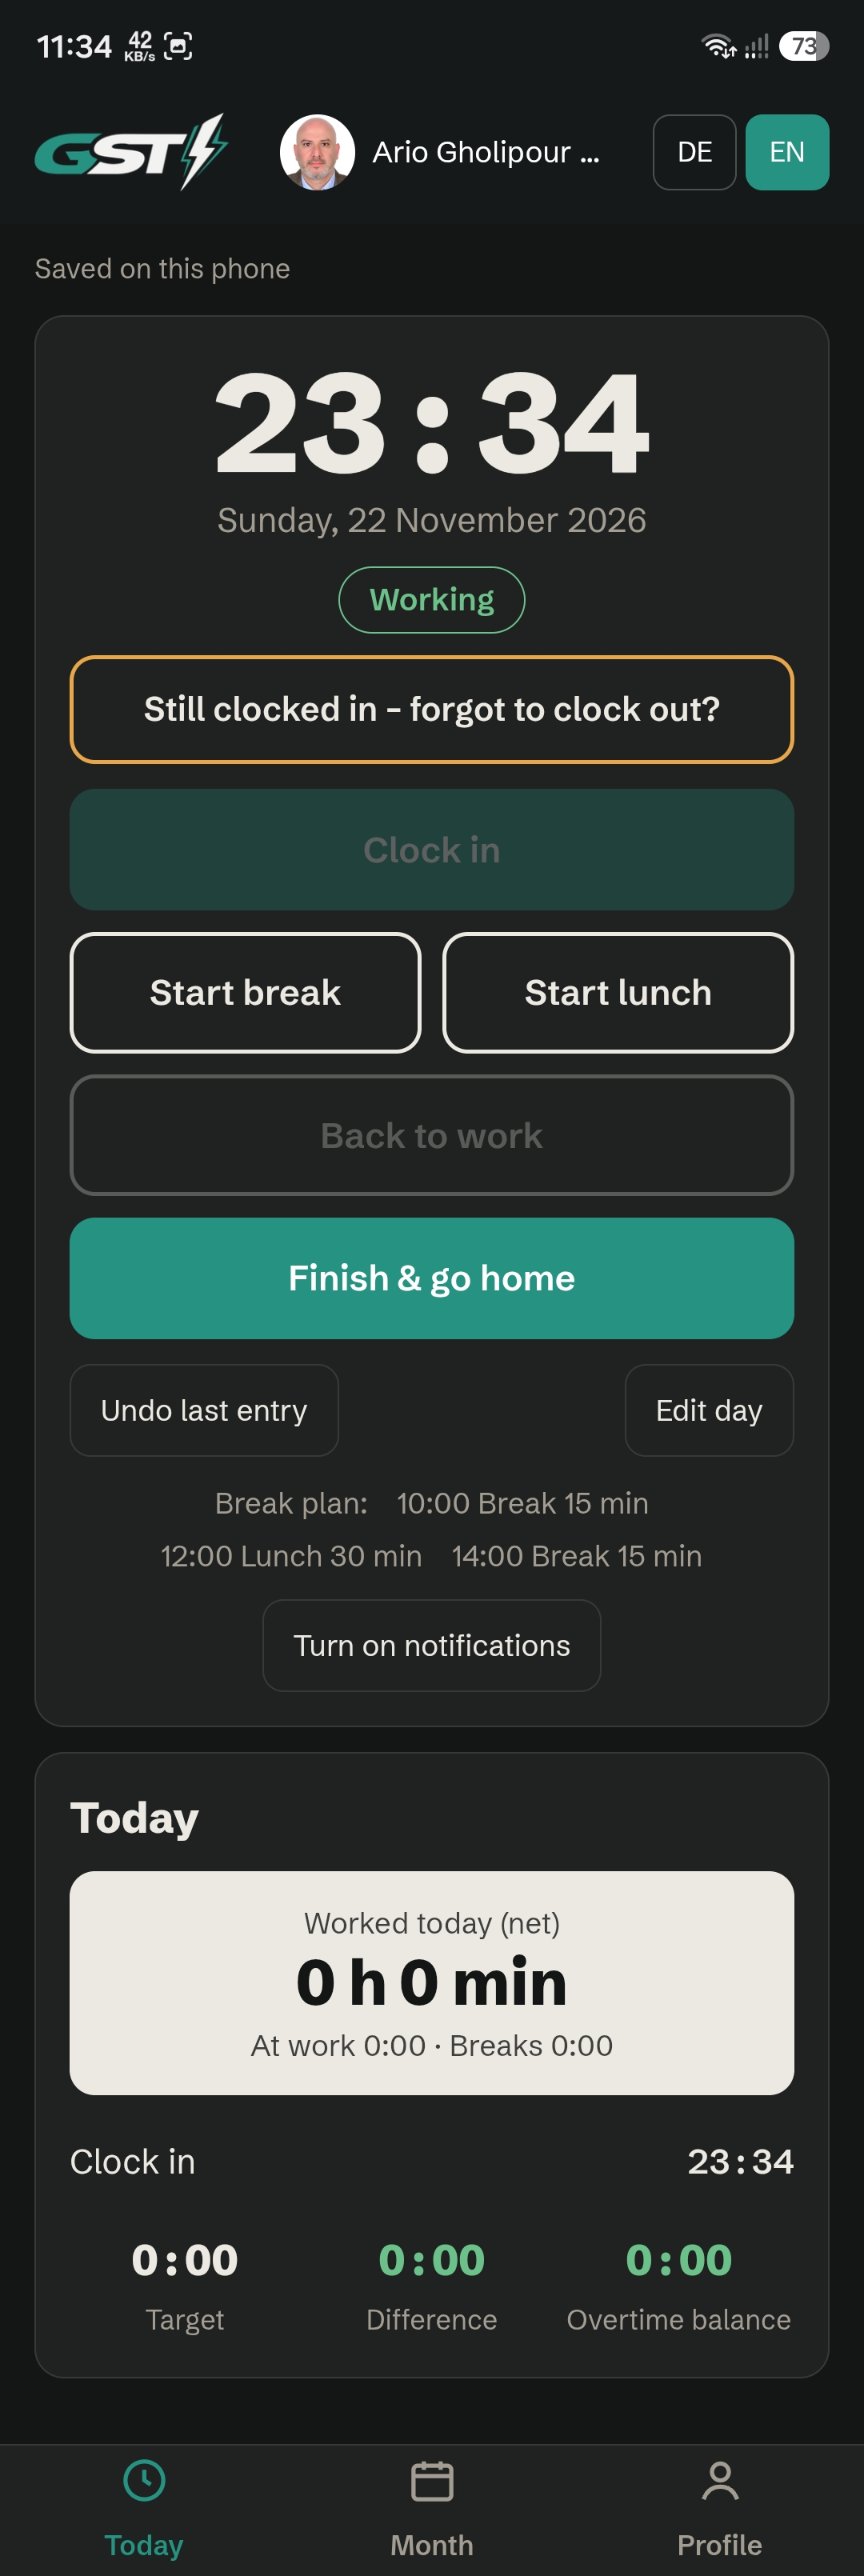 11:34 42 KB/s 73
GST Ario Gholipour ... DE EN
Saved on this phone
23:34
Sunday, 22 November 2026
Working
Still clocked in – forgot to clock out?
Clock in
Start break Start lunch
Back to work
Finish & go home
Undo last entry Edit day
Break plan: 10:00 Break 15 min
12:00 Lunch 30 min 14:00 Break 15 min
Turn on notifications
Today
Worked today (net)
0 h 0 min
At work 0:00 · Breaks 0:00
Clock in 23:34
0:00 0:00 0:00
Target Difference Overtime balance
Today Month Profile